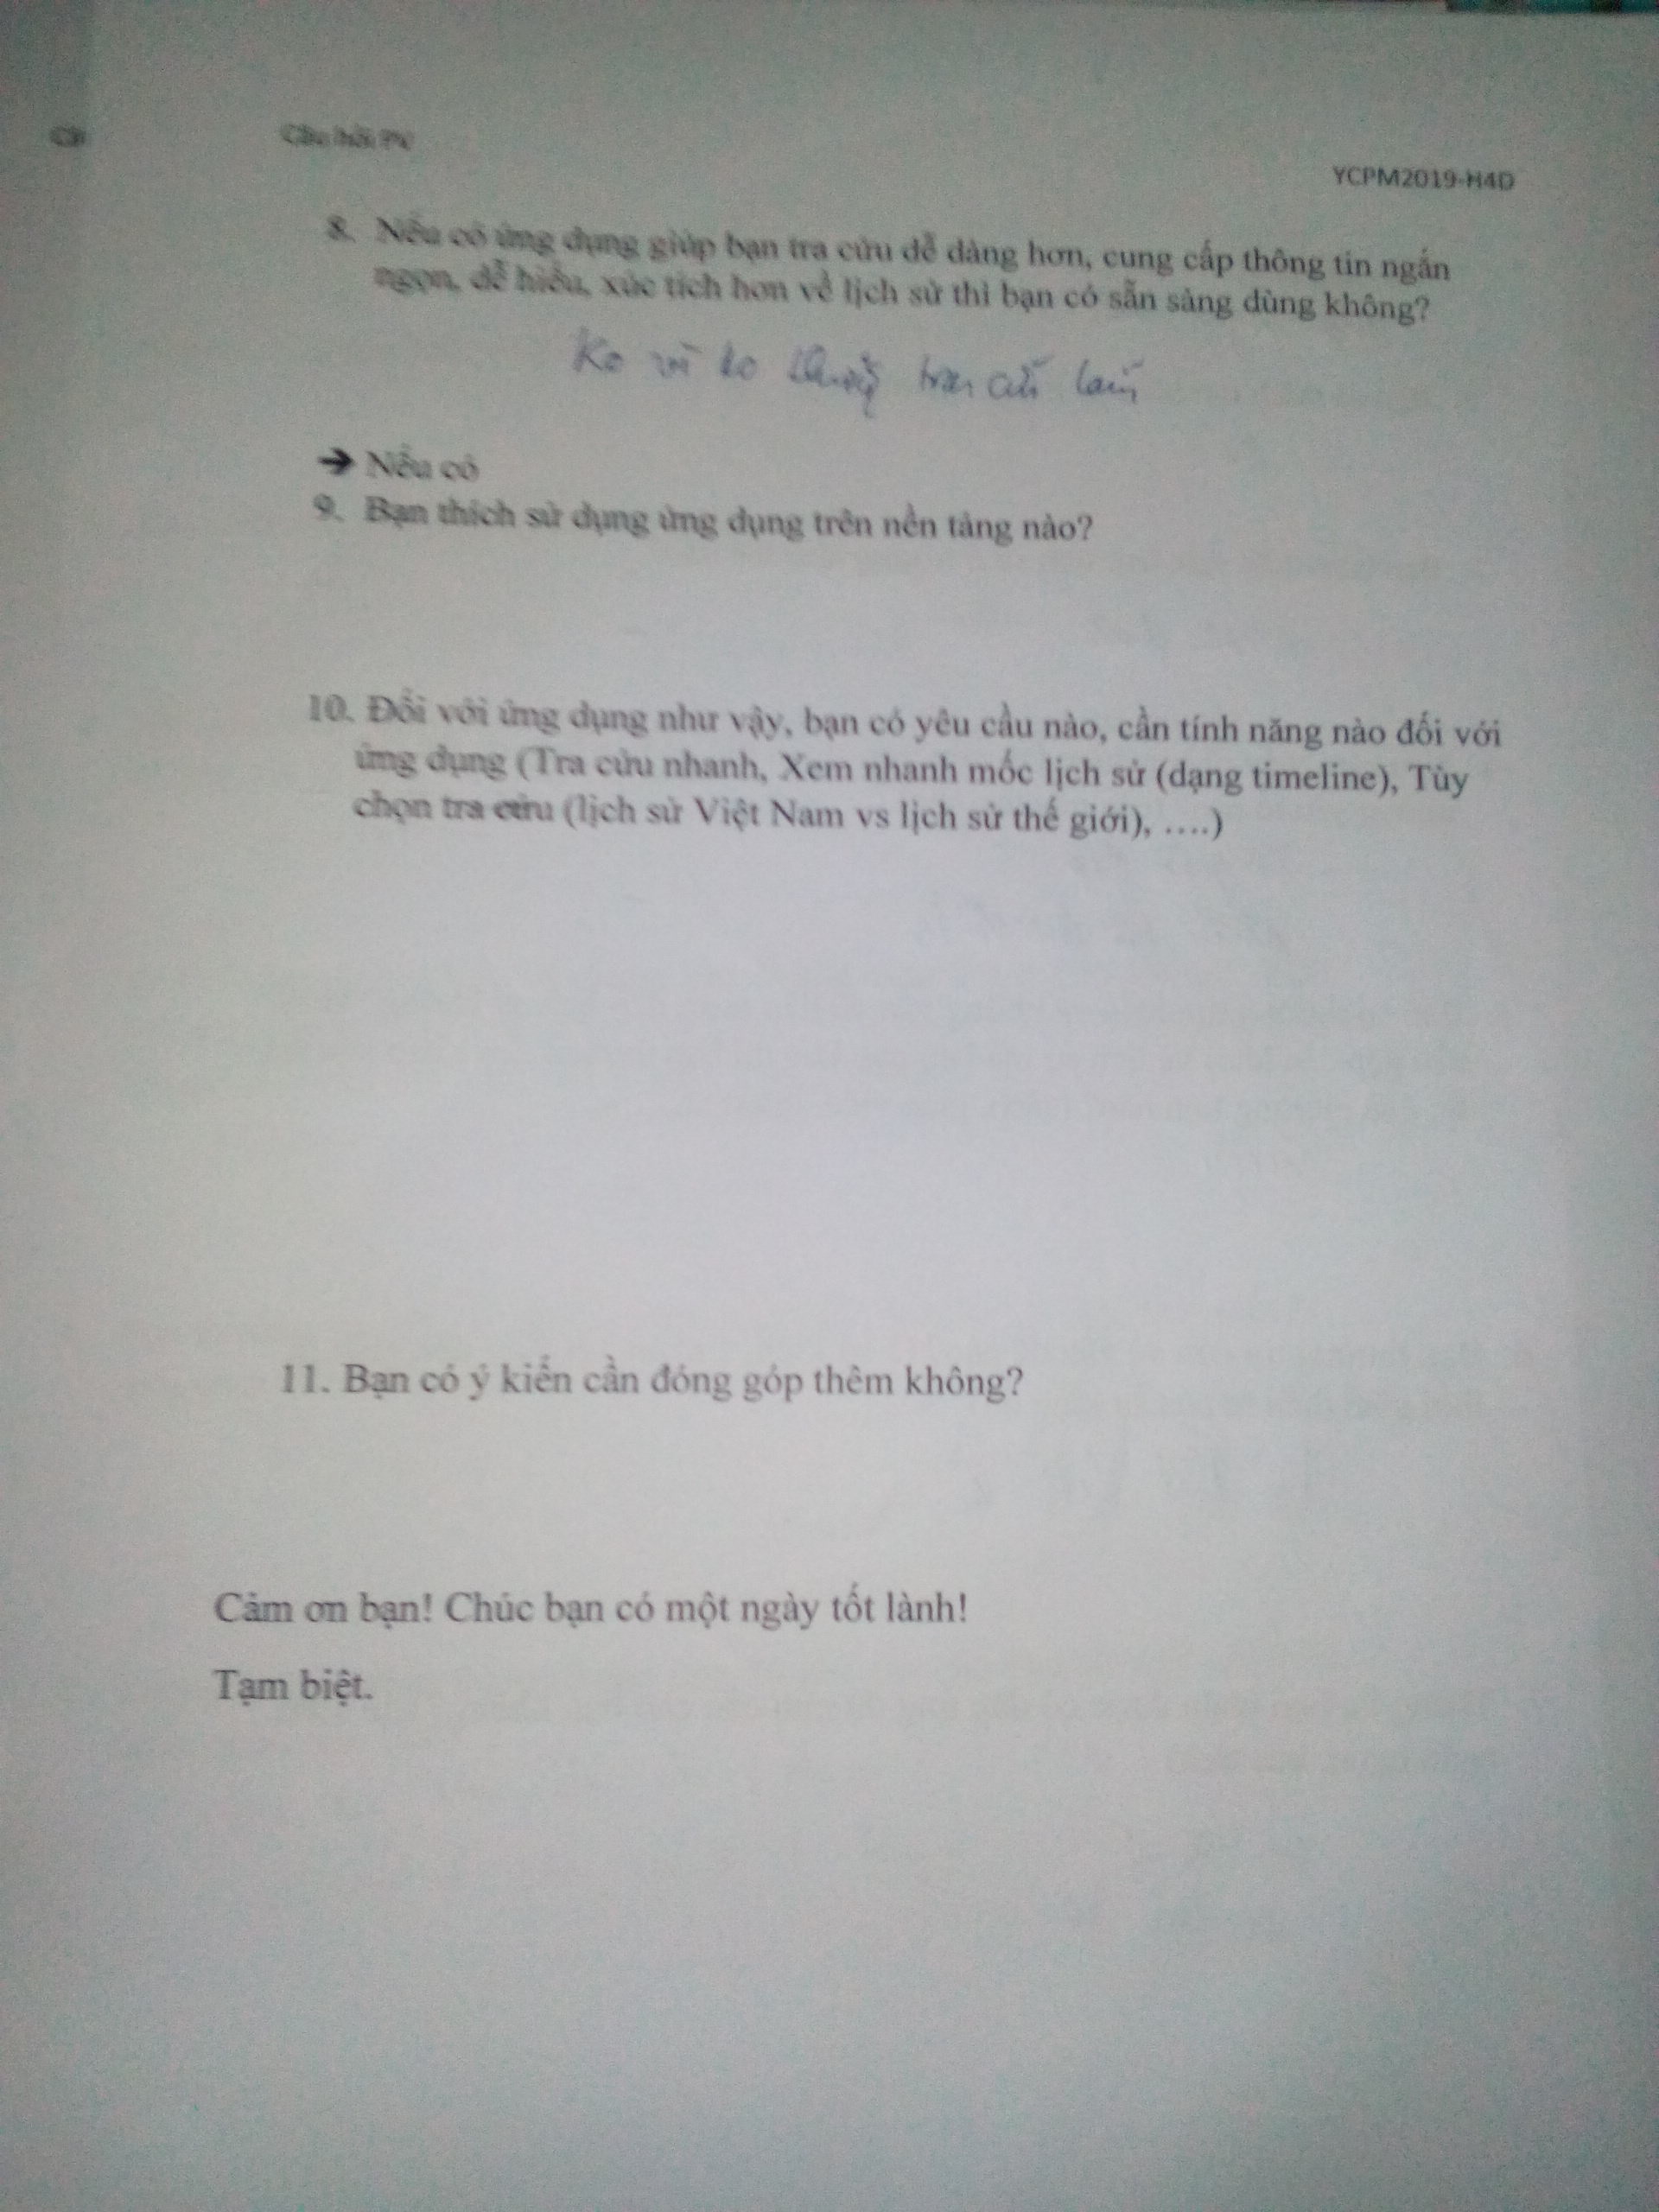 Câu hỏi PV
YCPM2019-H4D
8. Nếu có ứng dụng giúp bạn tra cứu dễ dàng hơn, cung cấp thông tin ngắn
ngọn, dễ hiểu, xúc tích hơn về lịch sử thì bạn có sẵn sàng dùng không?
Ko vì ko thường tra cứu lắm
➔ Nếu có
9. Bạn thích sử dụng ứng dụng trên nền tảng nào?
10. Đối với ứng dụng như vậy, bạn có yêu cầu nào, cần tính năng nào đối với
ứng dụng (Tra cứu nhanh, Xem nhanh mốc lịch sử (dạng timeline), Tùy
chọn tra cứu (lịch sử Việt Nam vs lịch sử thế giới), ….)
11. Bạn có ý kiến cần đóng góp thêm không?
Cảm ơn bạn! Chúc bạn có một ngày tốt lành!
Tạm biệt.